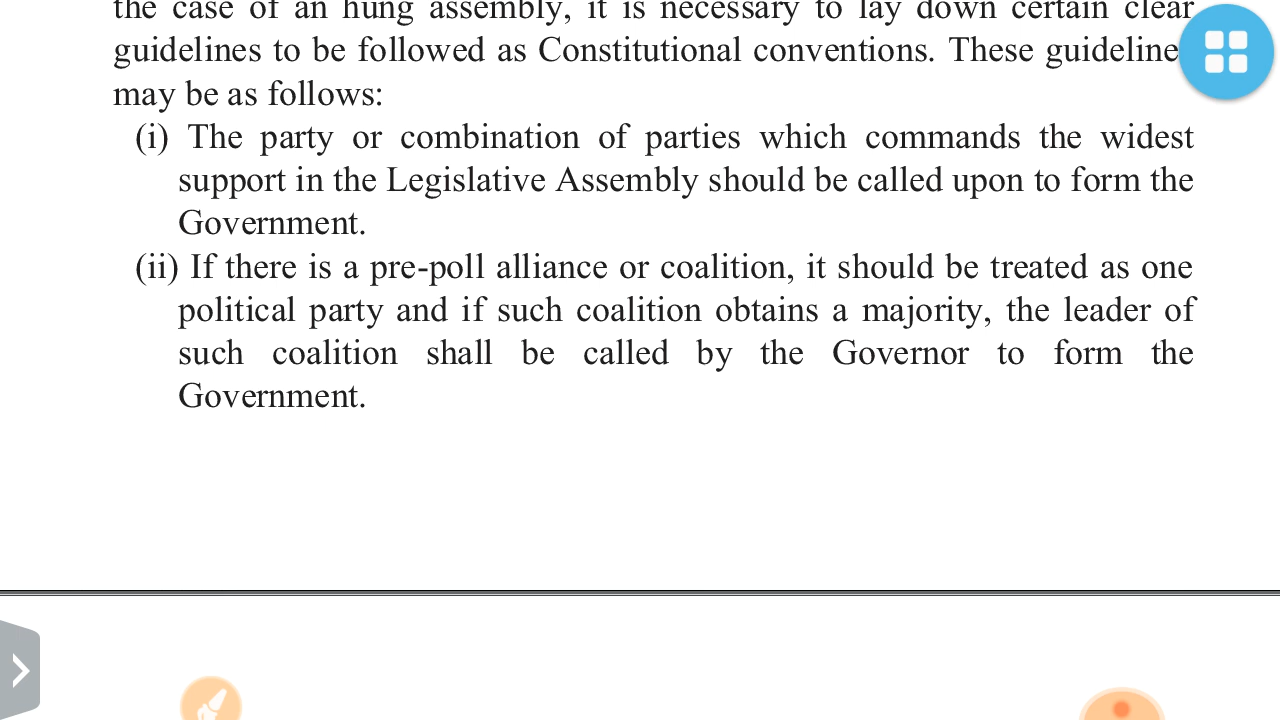 the case of an hung assembly, it is necessary to lay down certain clear
guidelines to be followed as Constitutional conventions. These guideline
may be as follows:
(i) The party or combination of parties which commands the widest
support in the Legislative Assembly should be called upon to form the
Government.
(ii) If there is a pre-poll alliance or coalition, it should be treated as one
political party and if such coalition obtains a majority, the leader of
such coalition shall be called by the Governor to form the
Government.